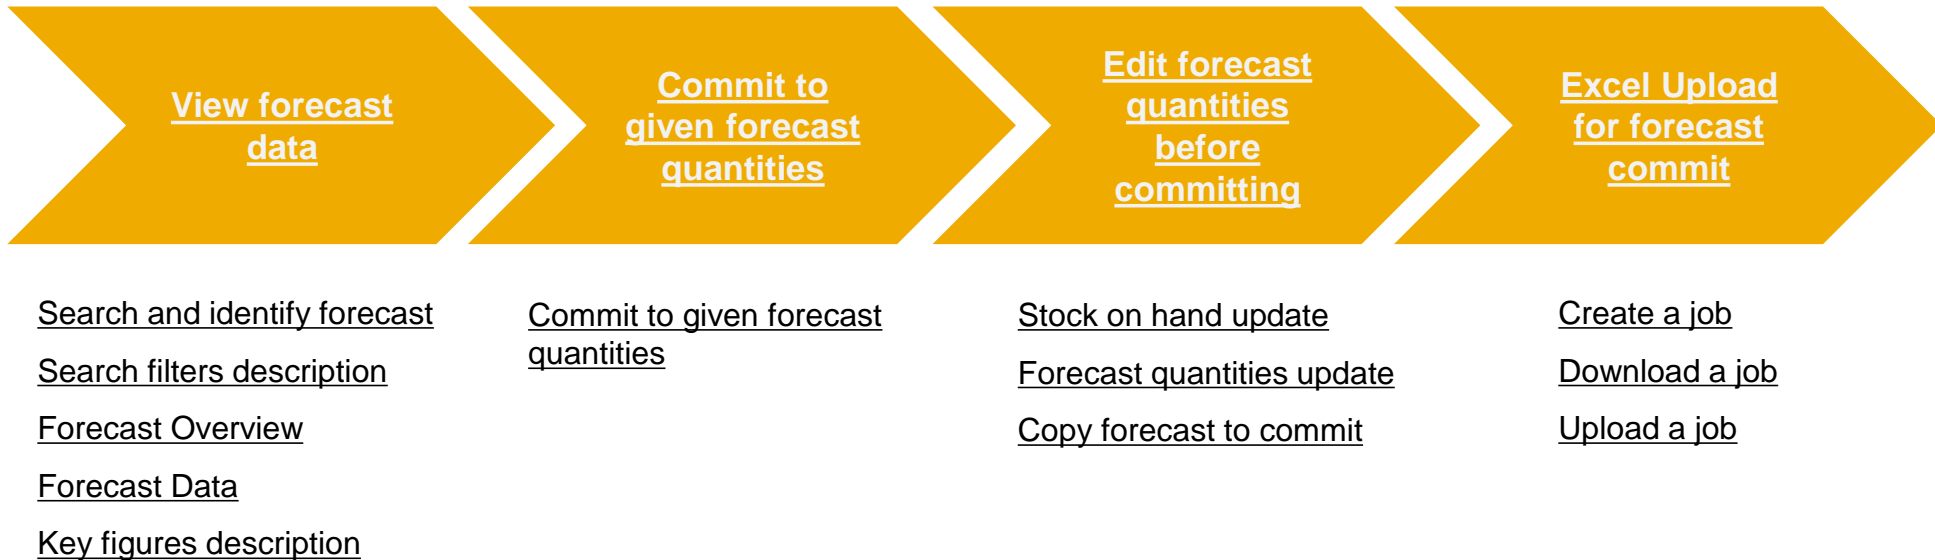 View forecast
data
Commit to
given forecast
quantities
Edit forecast
quantities
before
committing
Excel Upload
for forecast
commit
Search and identify forecast
Search filters description
Forecast Overview
Forecast Data
Key figures description
Commit to given forecast
quantities
Stock on hand update
Forecast quantities update
Copy forecast to commit
Create a job
Download a job
Upload a job